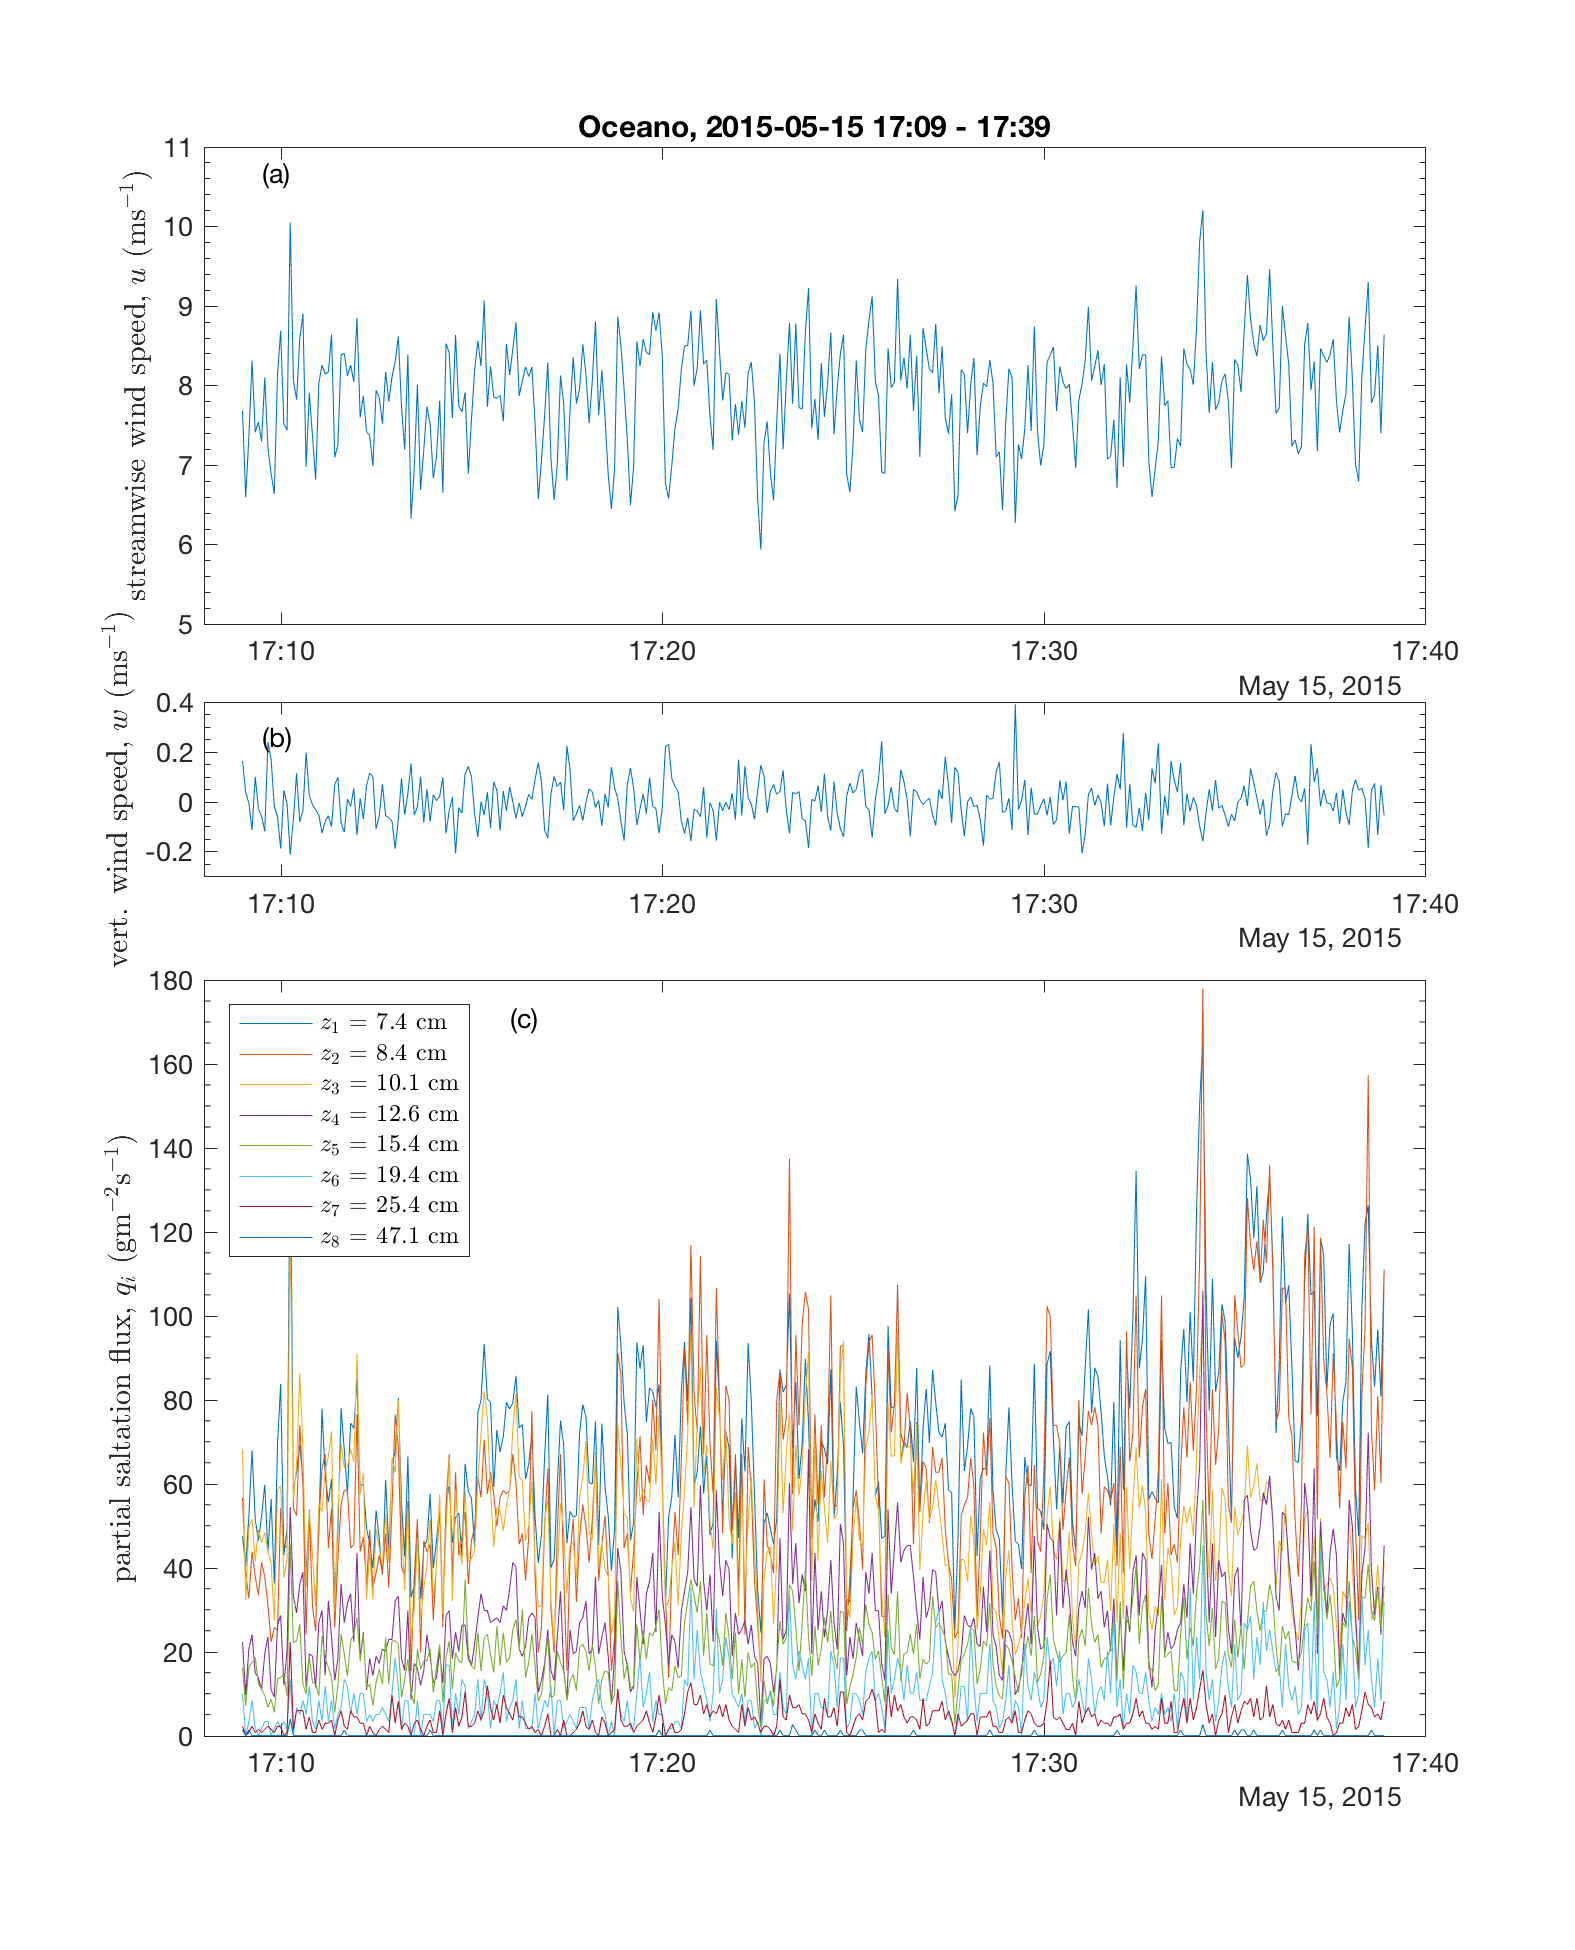 Oceano, 2015-05-15 17:09 - 17:39
streamwise wind speed, u (ms⁻¹)
11
10
9
8
7
6
5
(a)
17:10 17:20 17:30 17:40
May 15, 2015
vert. wind speed, w (ms⁻¹)
0.4
0.2
0
-0.2
(b)
17:10 17:20 17:30 17:40
May 15, 2015
partial saltation flux, qᵢ (gm⁻²s⁻¹)
180
160
140
120
100
80
60
40
20
0
z₁ = 7.4 cm
z₂ = 8.4 cm
z₃ = 10.1 cm
z₄ = 12.6 cm
z₅ = 15.4 cm
z₆ = 19.4 cm
z₇ = 25.4 cm
z₈ = 47.1 cm
(c)
17:10 17:20 17:30 17:40
May 15, 2015